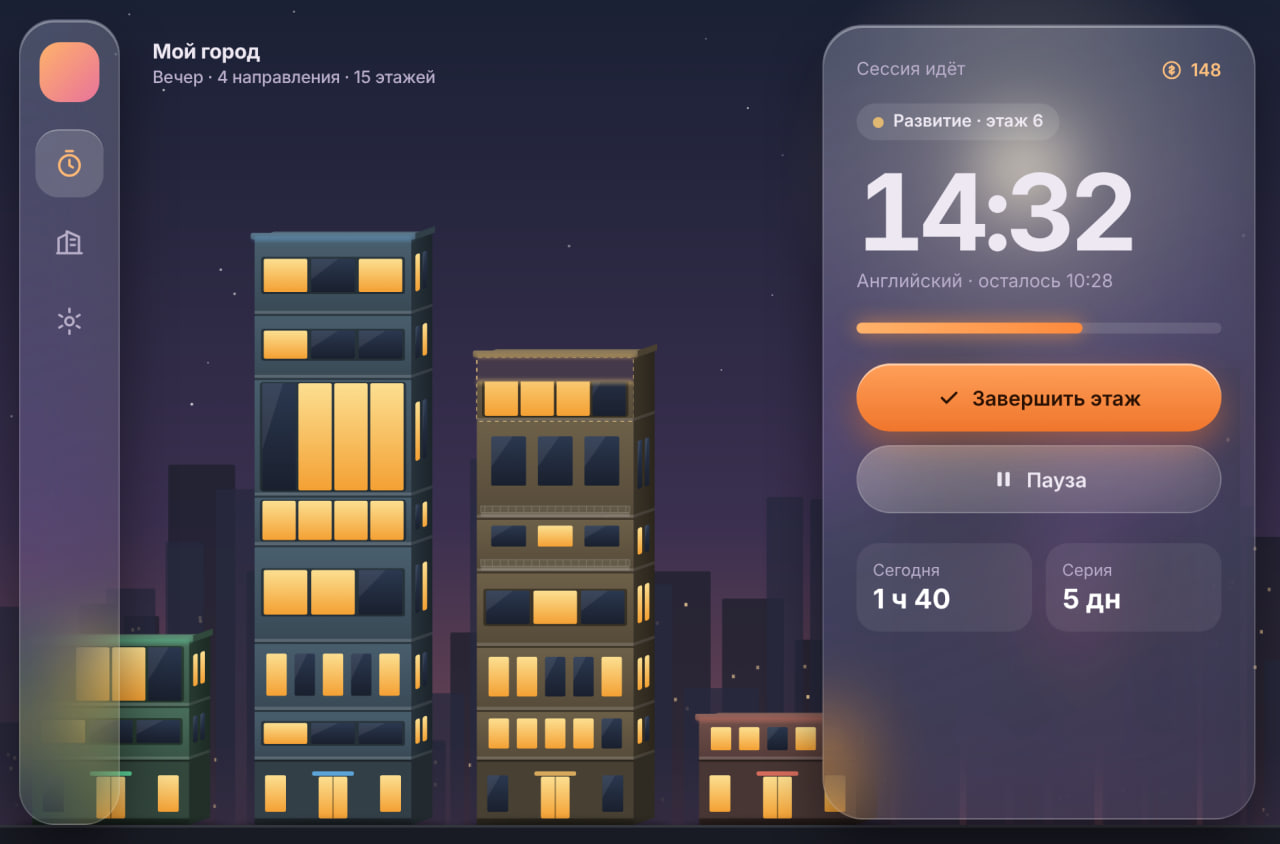 Мой город
Вечер · 4 направления · 15 этажей
Сессия идёт
148
Развитие · этаж 6
14:32
Английский · осталось 10:28
Завершить этаж
Пауза
Сегодня
1 ч 40
Серия
5 дн